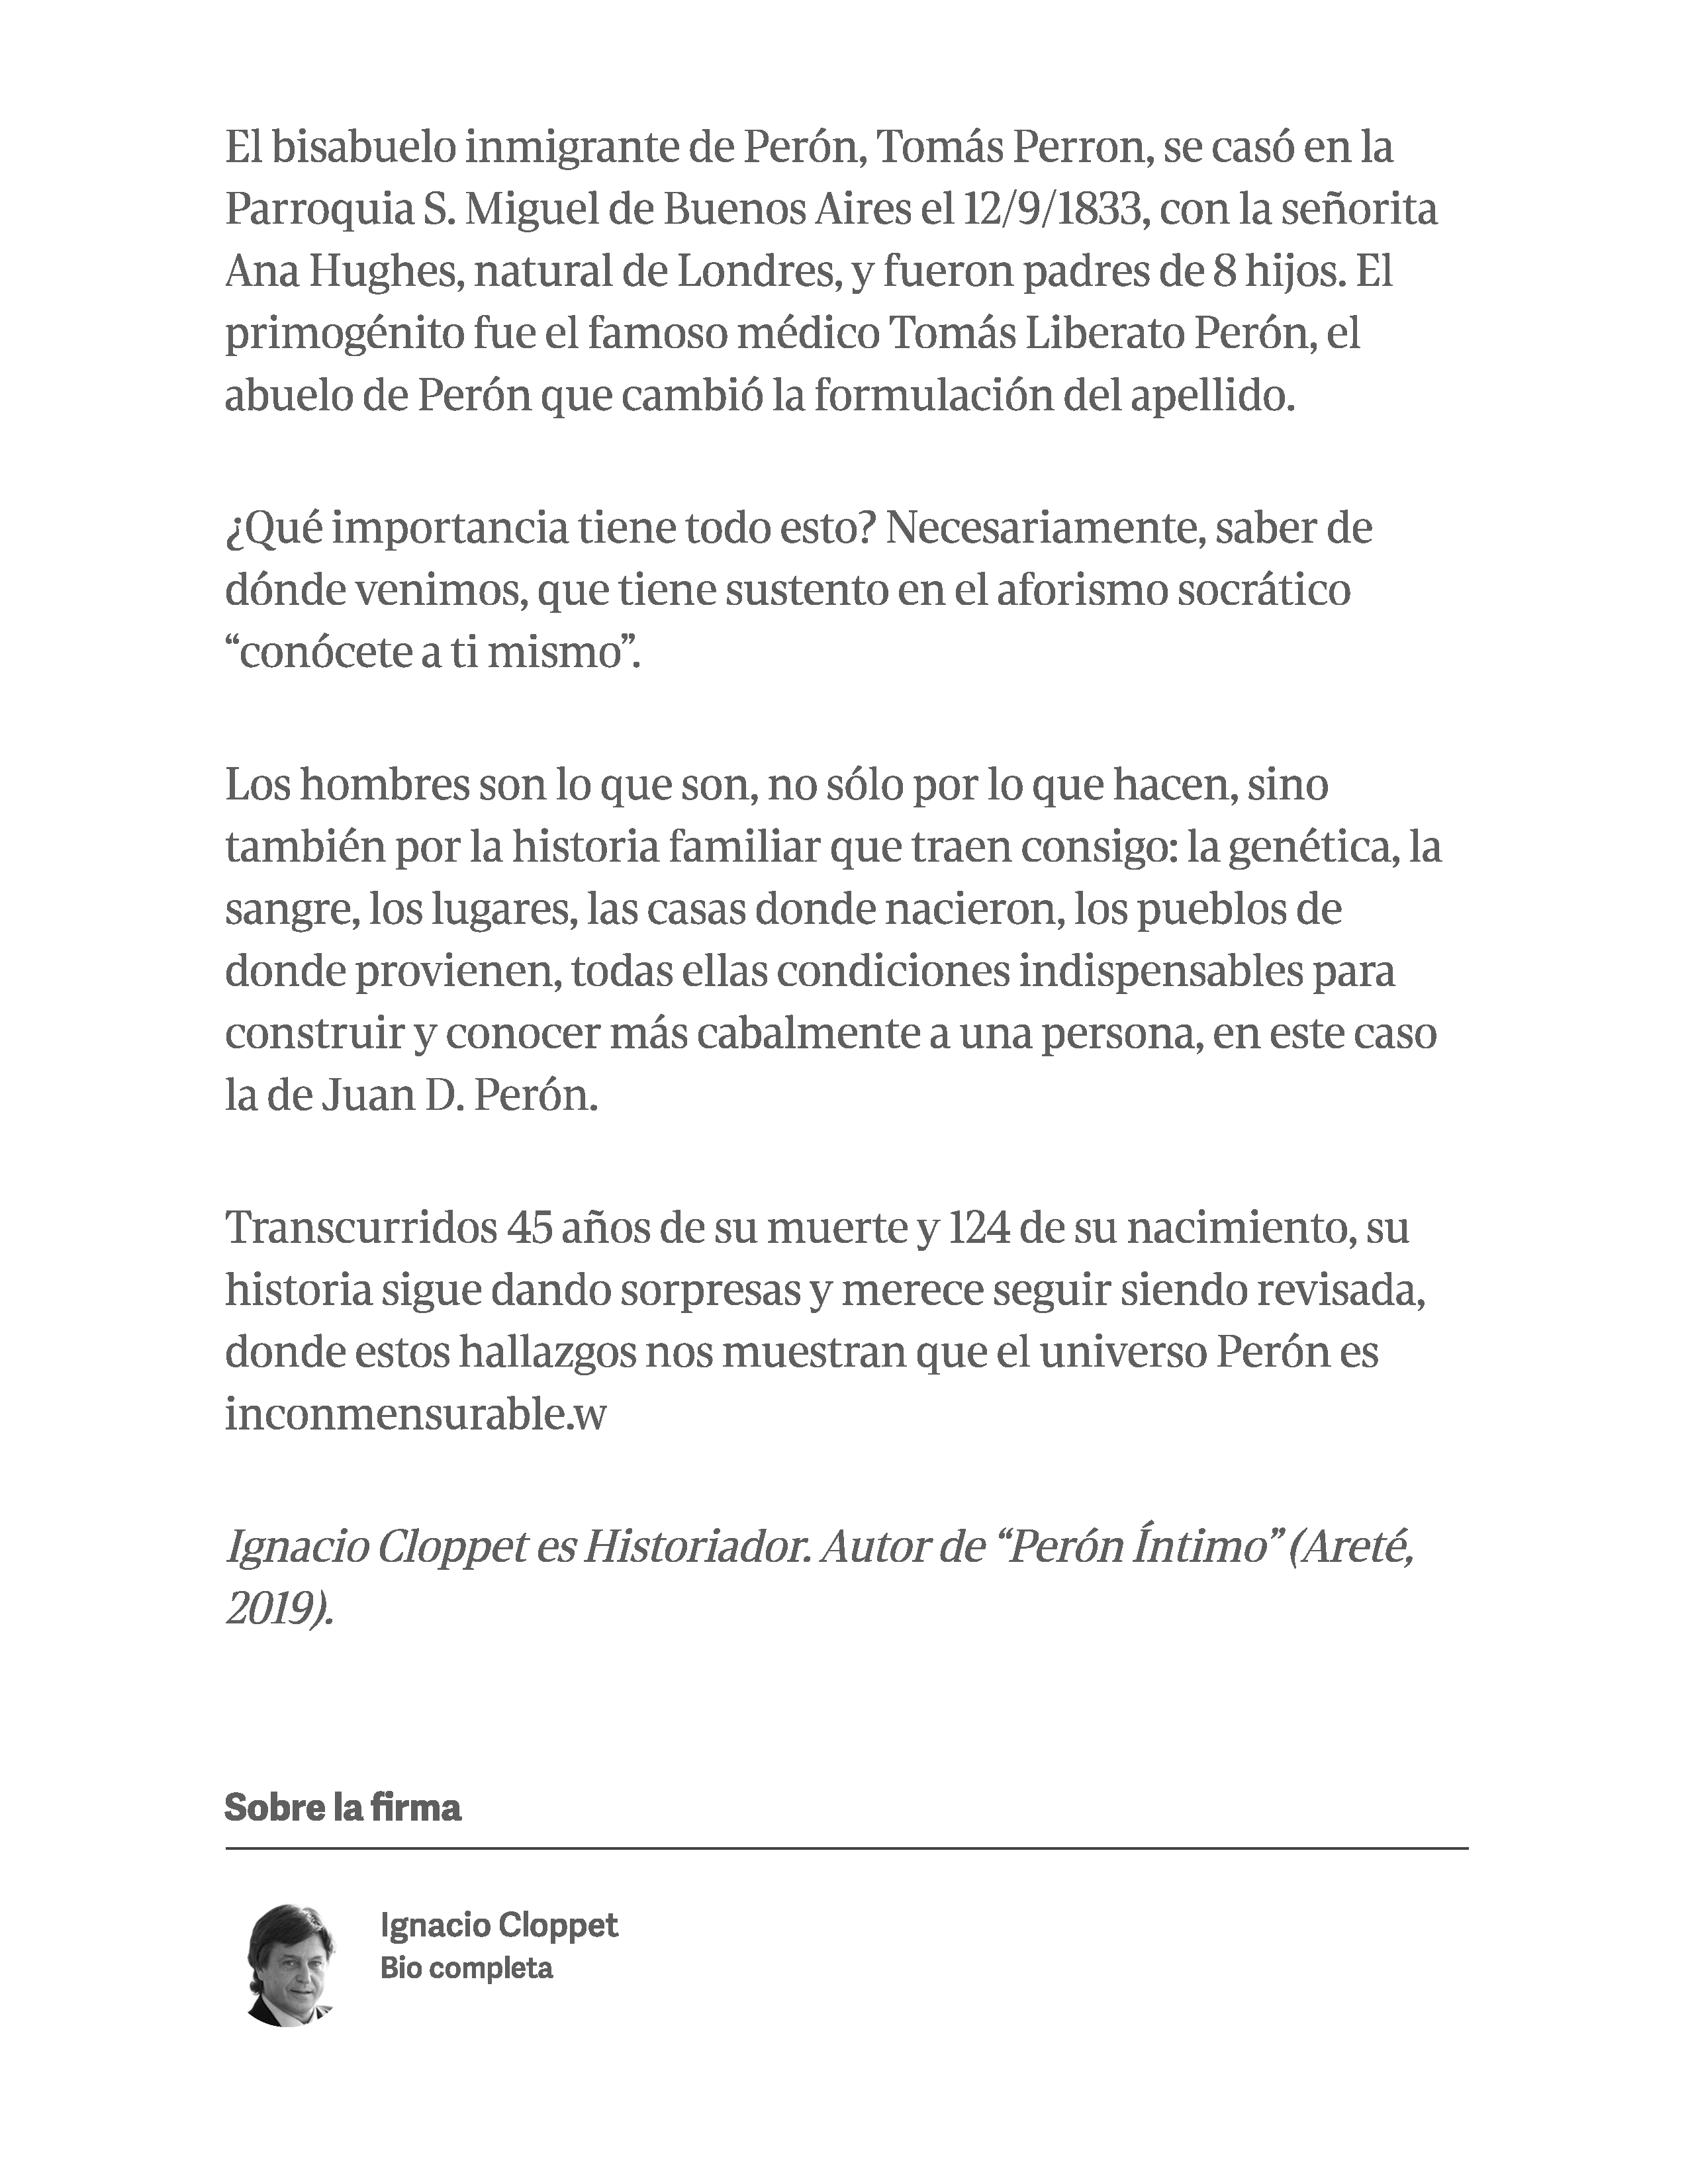 El bisabuelo inmigrante de Perón, Tomás Perron, se casó en la
Parroquia S. Miguel de Buenos Aires el 12/9/1833, con la señorita
Ana Hughes, natural de Londres, y fueron padres de 8 hijos. El
primogénito fue el famoso médico Tomás Liberato Perón, el
abuelo de Perón que cambió la formulación del apellido.
¿Qué importancia tiene todo esto? Necesariamente, saber de
dónde venimos, que tiene sustento en el aforismo socrático
“conócete a ti mismo”.
Los hombres son lo que son, no sólo por lo que hacen, sino
también por la historia familiar que traen consigo: la genética, la
sangre, los lugares, las casas donde nacieron, los pueblos de
donde provienen, todas ellas condiciones indispensables para
construir y conocer más cabalmente a una persona, en este caso
la de Juan D. Perón.
Transcurridos 45 años de su muerte y 124 de su nacimiento, su
historia sigue dando sorpresas y merece seguir siendo revisada,
donde estos hallazgos nos muestran que el universo Perón es
inconmensurable.w
Ignacio Cloppet es Historiador. Autor de “Perón Íntimo” (Areté,
2019).
Sobre la firma
Ignacio Cloppet
Bio completa